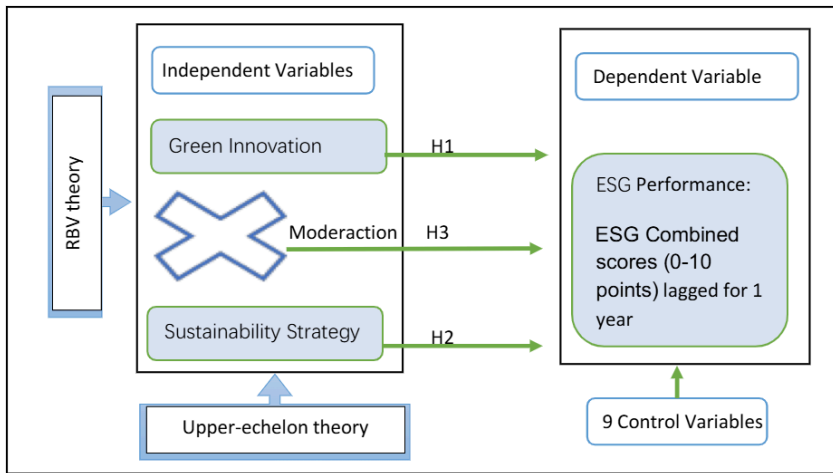 Independent Variables
Dependent Variable
RBV theory
Green Innovation
H1
Moderaction
H3
ESG Performance:
ESG Combined
scores (0-10
points) lagged for 1
year
Sustainability Strategy
H2
Upper-echelon theory
9 Control Variables